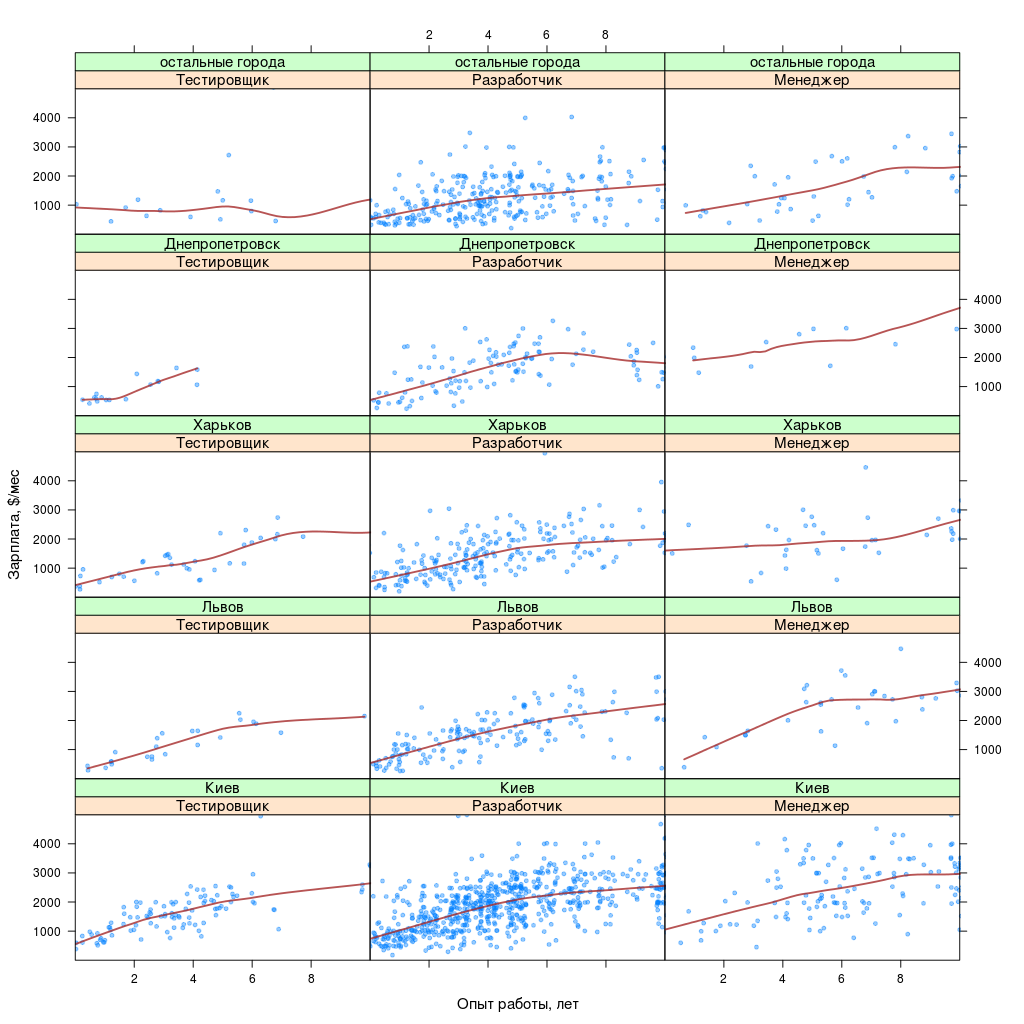 2 4 6 8
остальные города остальные города остальные города
Тестировщик Разработчик Менеджер
4000
3000
2000
1000
Днепропетровск Днепропетровск Днепропетровск
Тестировщик Разработчик Менеджер
4000
3000
2000
1000
Харьков Харьков Харьков
Тестировщик Разработчик Менеджер
4000
3000
2000
1000
Зарплата, $/мес
Львов Львов Львов
Тестировщик Разработчик Менеджер
4000
3000
2000
1000
Киев Киев Киев
Тестировщик Разработчик Менеджер
4000
3000
2000
1000
2 4 6 8 2 4 6 8
Опыт работы, лет